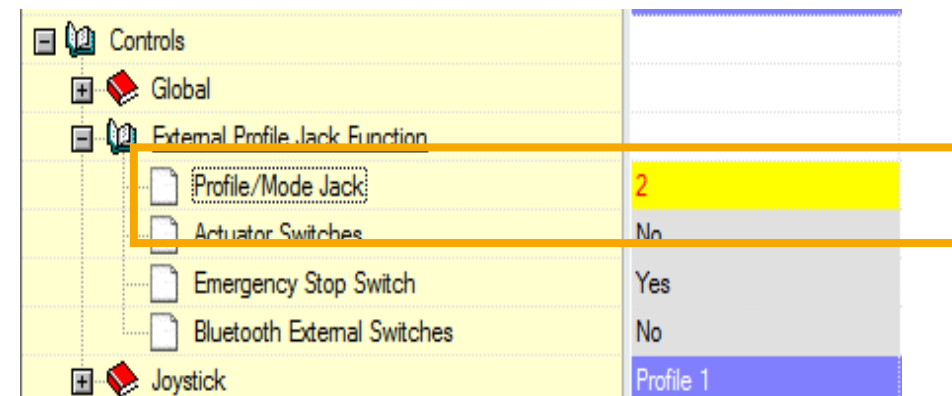 Controls
Global
External Profile Jack Function
Profile/Mode Jack 2
Actuator Switches No
Emergency Stop Switch Yes
Bluetooth External Switches No
Joystick Profile 1